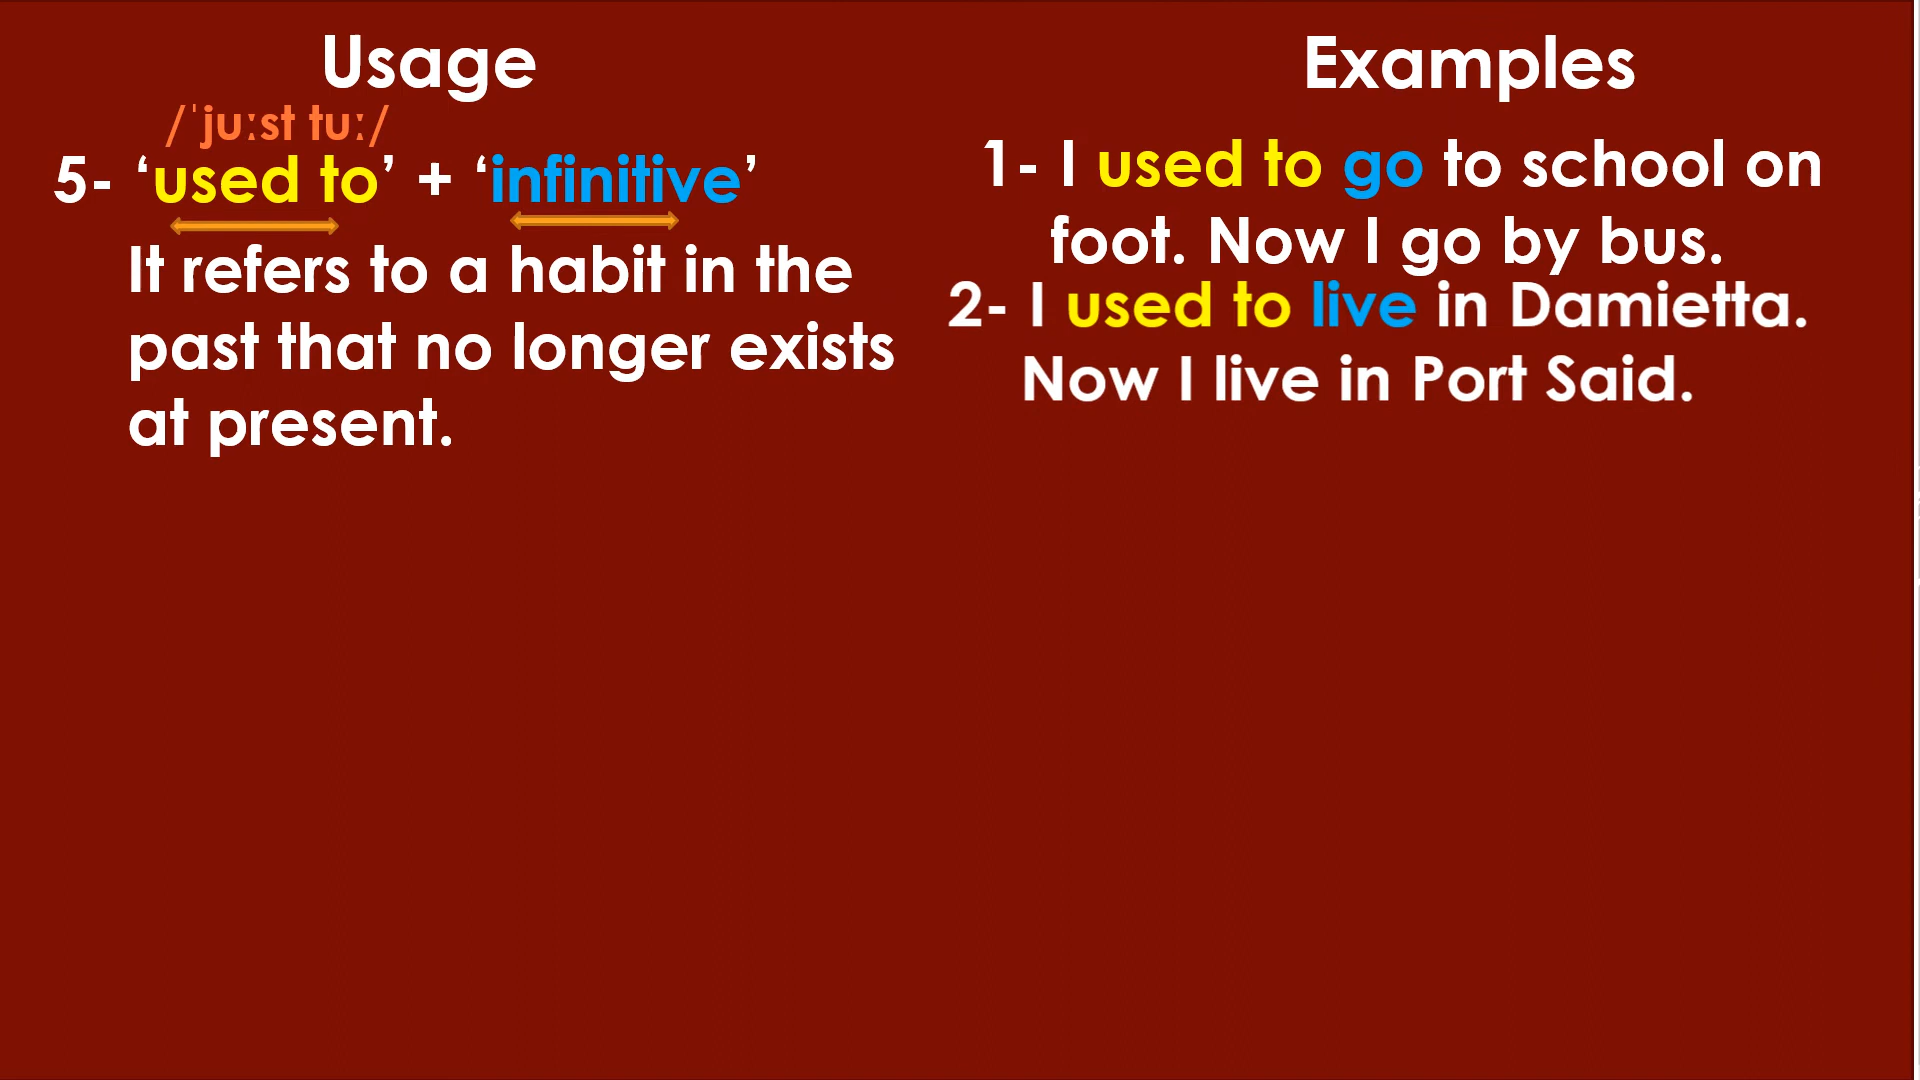 Usage
/ˈjuːst tuː/
5- ‘used to’ + ‘infinitive’
It refers to a habit in the
past that no longer exists
at present.
Examples
1- I used to go to school on
foot. Now I go by bus.
2- I used to live in Damietta.
Now I live in Port Said.